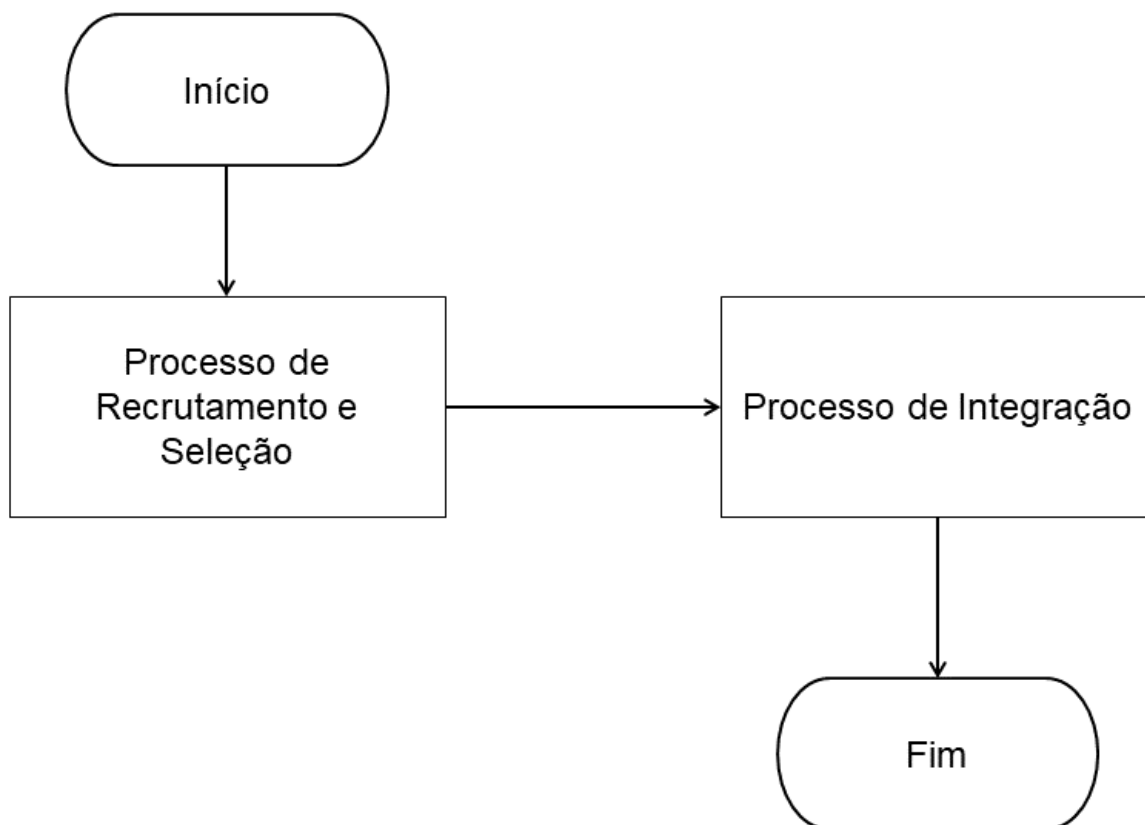 Início
Processo de
Recrutamento e
Seleção
Processo de Integração
Fim